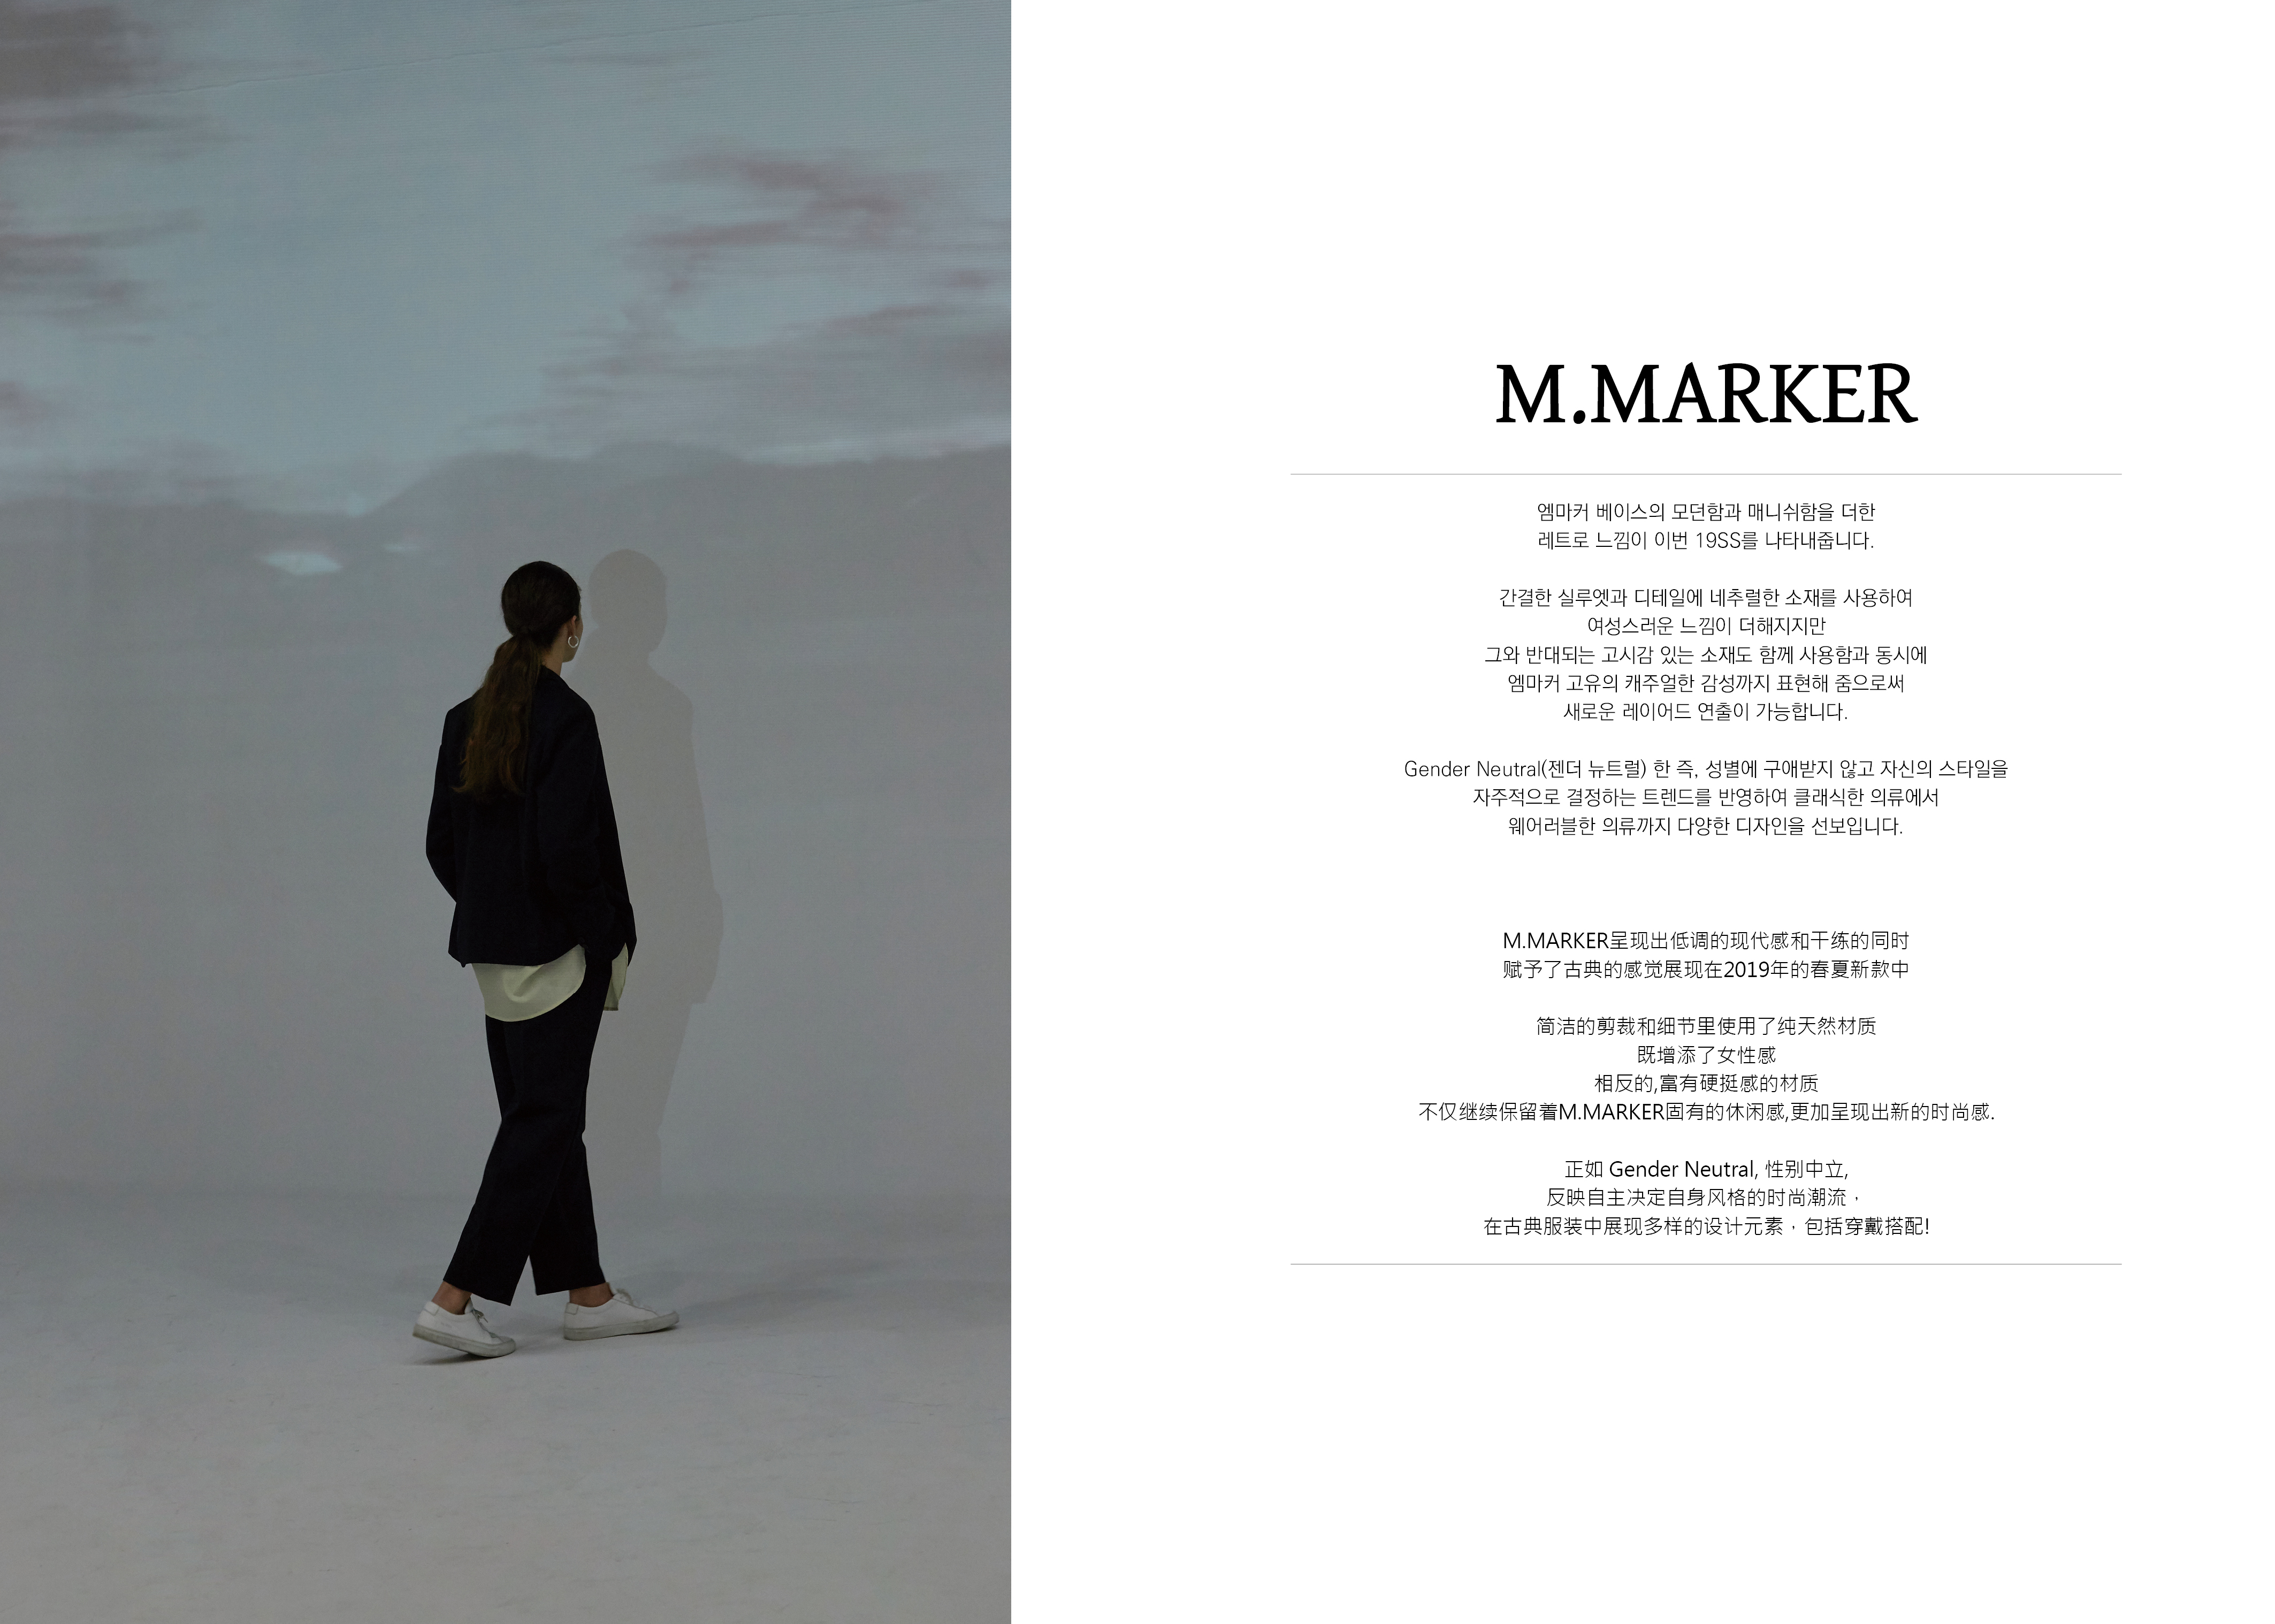 M.MARKER
엠마커 베이스의 모던함과 매니쉬함을 더한
레트로 느낌이 이번 19SS를 나타내줍니다.
간결한 실루엣과 디테일에 네추럴한 소재를 사용하여
여성스러운 느낌이 더해지지만
그와 반대되는 고시감 있는 소재도 함께 사용함과 동시에
엠마커 고유의 캐주얼한 감성까지 표현해 줌으로써
새로운 레이어드 연출이 가능합니다.
Gender Neutral(젠더 뉴트럴) 한 즉, 성별에 구애받지 않고 자신의 스타일을
자주적으로 결정하는 트렌드를 반영하여 클래식한 의류에서
웨어러블한 의류까지 다양한 디자인을 선보입니다.
M.MARKER呈现出低调的现代感和干练的同时
赋予了古典的感觉展现在2019年的春夏新款中
简洁的剪裁和细节里使用了纯天然材质
既增添了女性感
相反的,富有硬挺感的材质
不仅继续保留着M.MARKER固有的休闲感,更加呈现出新的时尚感.
正如 Gender Neutral, 性别中立,
反映自主决定自身风格的时尚潮流，
在古典服装中展现多样的设计元素，包括穿戴搭配!